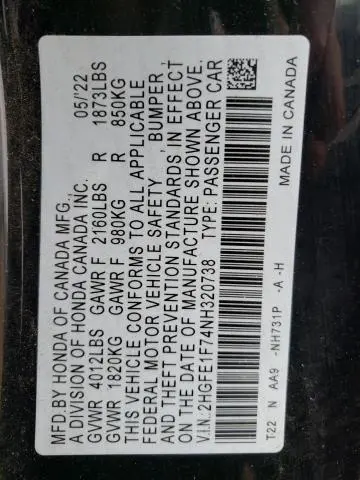 MFD.BY HONDA OF CANADA MFG., 05/'22
A DIVISION OF HONDA CANADA INC.
GVWR 4012LBS GAWR F 2160LBS R 1873LBS
GVWR 1820KG GAWR F 980KG R 850KG
THIS VEHICLE CONFORMS TO ALL APPLICABLE
FEDERAL MOTOR VEHICLE SAFETY, BUMPER,
AND THEFT PREVENTION STANDARDS IN EFFECT
ON THE DATE OF MANUFACTURE SHOWN ABOVE.
V.I.N.:2HGFE1F74NH320738 TYPE:PASSENGER CAR
T22 N AA9 -NH731P -A -H MADE IN CANADA